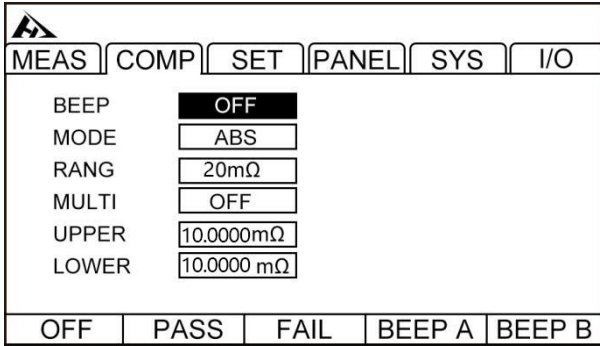 MEAS COMP SET PANEL SYS I/O
BEEP OFF
MODE ABS
RANG 20mΩ
MULTI OFF
UPPER 10.0000mΩ
LOWER 10.0000 mΩ
OFF PASS FAIL BEEP A BEEP B